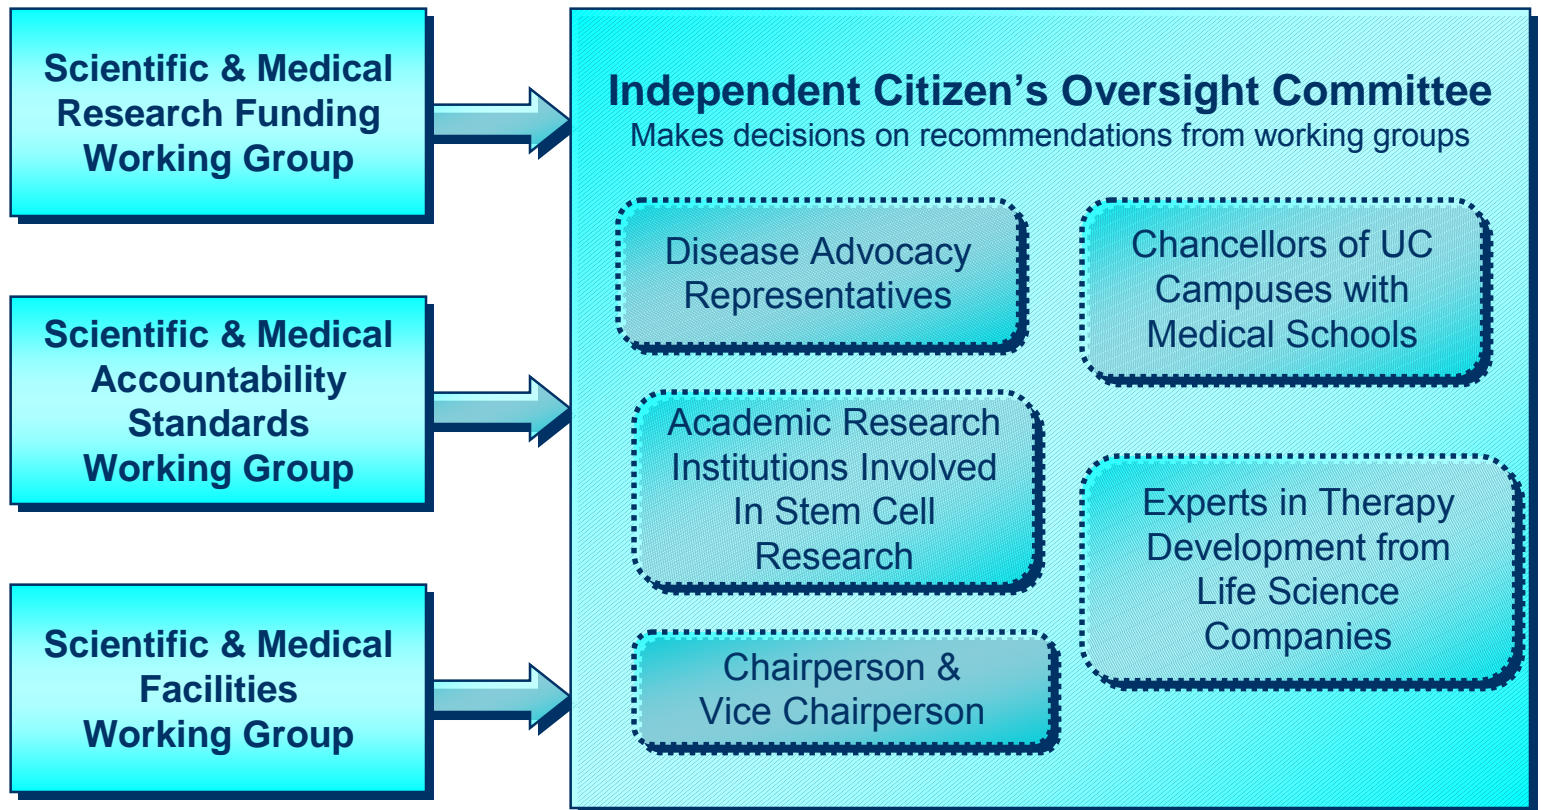 Scientific & Medical
Research Funding
Working Group
Scientific & Medical
Accountability
Standards
Working Group
Scientific & Medical
Facilities
Working Group
Independent Citizen’s Oversight Committee
Makes decisions on recommendations from working groups
Disease Advocacy
Representatives
Chancellors of UC
Campuses with
Medical Schools
Academic Research
Institutions Involved
In Stem Cell
Research
Experts in Therapy
Development from
Life Science
Companies
Chairperson &
Vice Chairperson